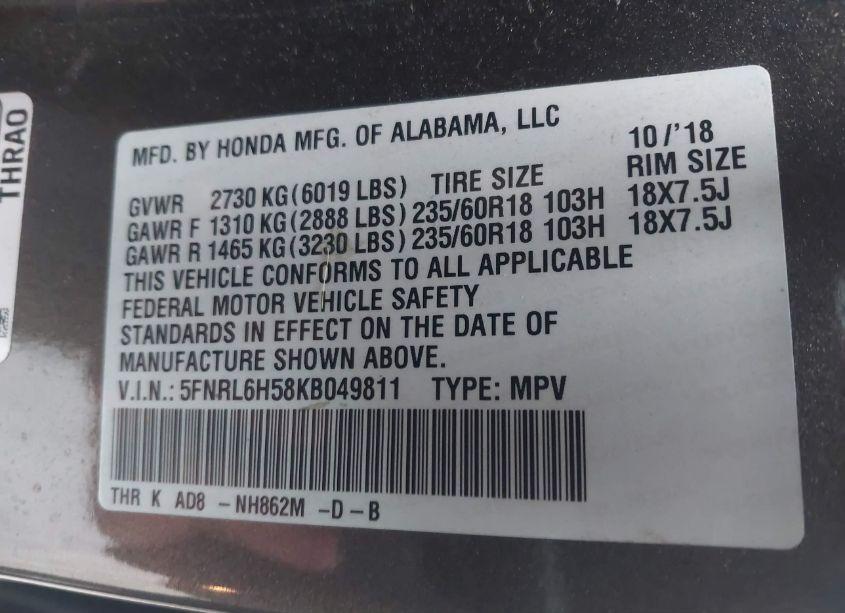 THRAO
MFD. BY HONDA MFG. OF ALABAMA, LLC 10/'18
GVWR 2730 KG(6019 LBS) TIRE SIZE RIM SIZE
GAWR F 1310 KG(2888 LBS) 235/60R18 103H 18X7.5J
GAWR R 1465 KG(3230 LBS) 235/60R18 103H 18X7.5J
THIS VEHICLE CONFORMS TO ALL APPLICABLE
FEDERAL MOTOR VEHICLE SAFETY
STANDARDS IN EFFECT ON THE DATE OF
MANUFACTURE SHOWN ABOVE.
V.I.N.: 5FNRL6H58KB049811 TYPE: MPV
THR K AD8 -NH862M -D-B